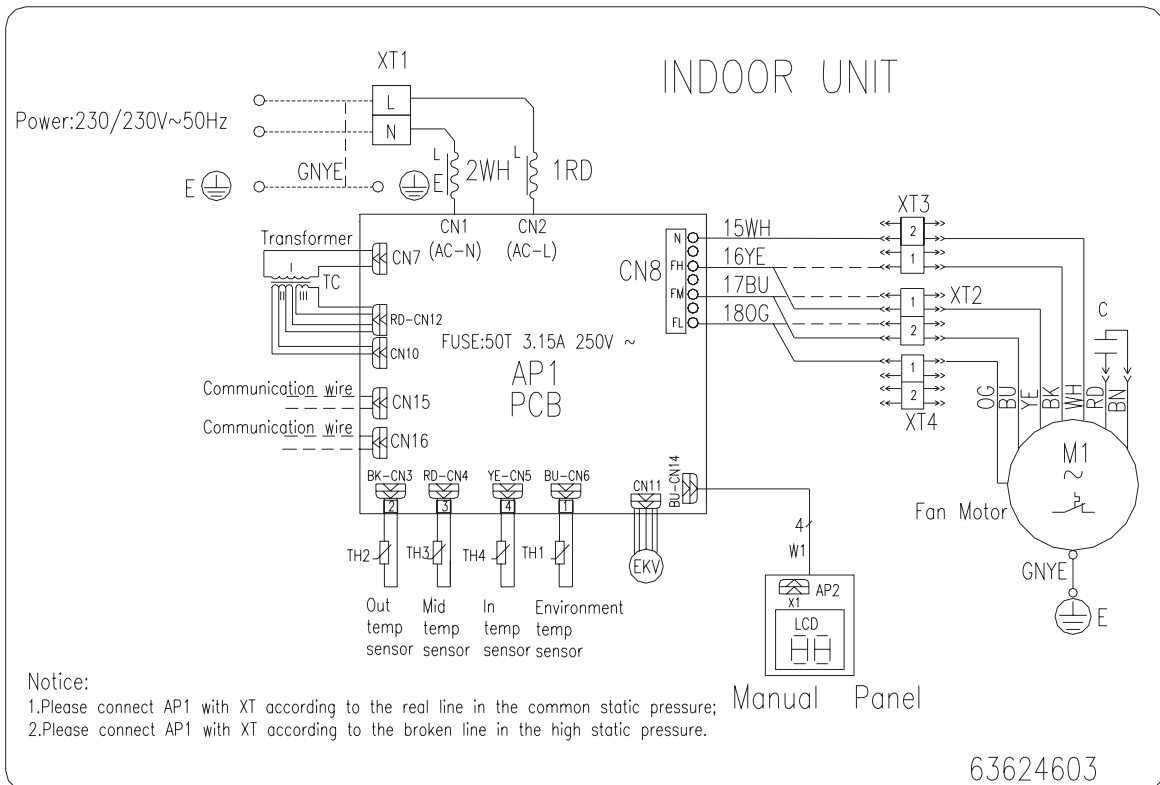 INDOOR UNIT
XT1
L
N
Power:230/230V~50Hz
GNYE
E
L
E
2WH
L
1RD
CN1
(AC-N)
CN2
(AC-L)
Transformer
I
II
III
TC
CN7
RD-CN12
CN10
FUSE:50T 3.15A 250V ~
AP1
PCB
Communication wire
CN15
Communication wire
CN16
CN8
N
FH
FM
FL
15WH
16YE
17BU
18OG
XT3
2
1
XT2
1
2
1
2
XT4
C
OG
BU
YE
BK
WH
RD
BN
M1
~
Fan Motor
GNYE
E
BK-CN3
RD-CN4
YE-CN5
BU-CN6
2
3
4
1
CN11
BU-CN14
TH2
TH3
TH4
TH1
EKV
4
W1
Out
temp
sensor
Mid
temp
sensor
In
temp
sensor
Environment
temp
sensor
X1
AP2
LCD
Manual Panel
Notice:
1.Please connect AP1 with XT according to the real line in the common static pressure;
2.Please connect AP1 with XT according to the broken line in the high static pressure.
63624603